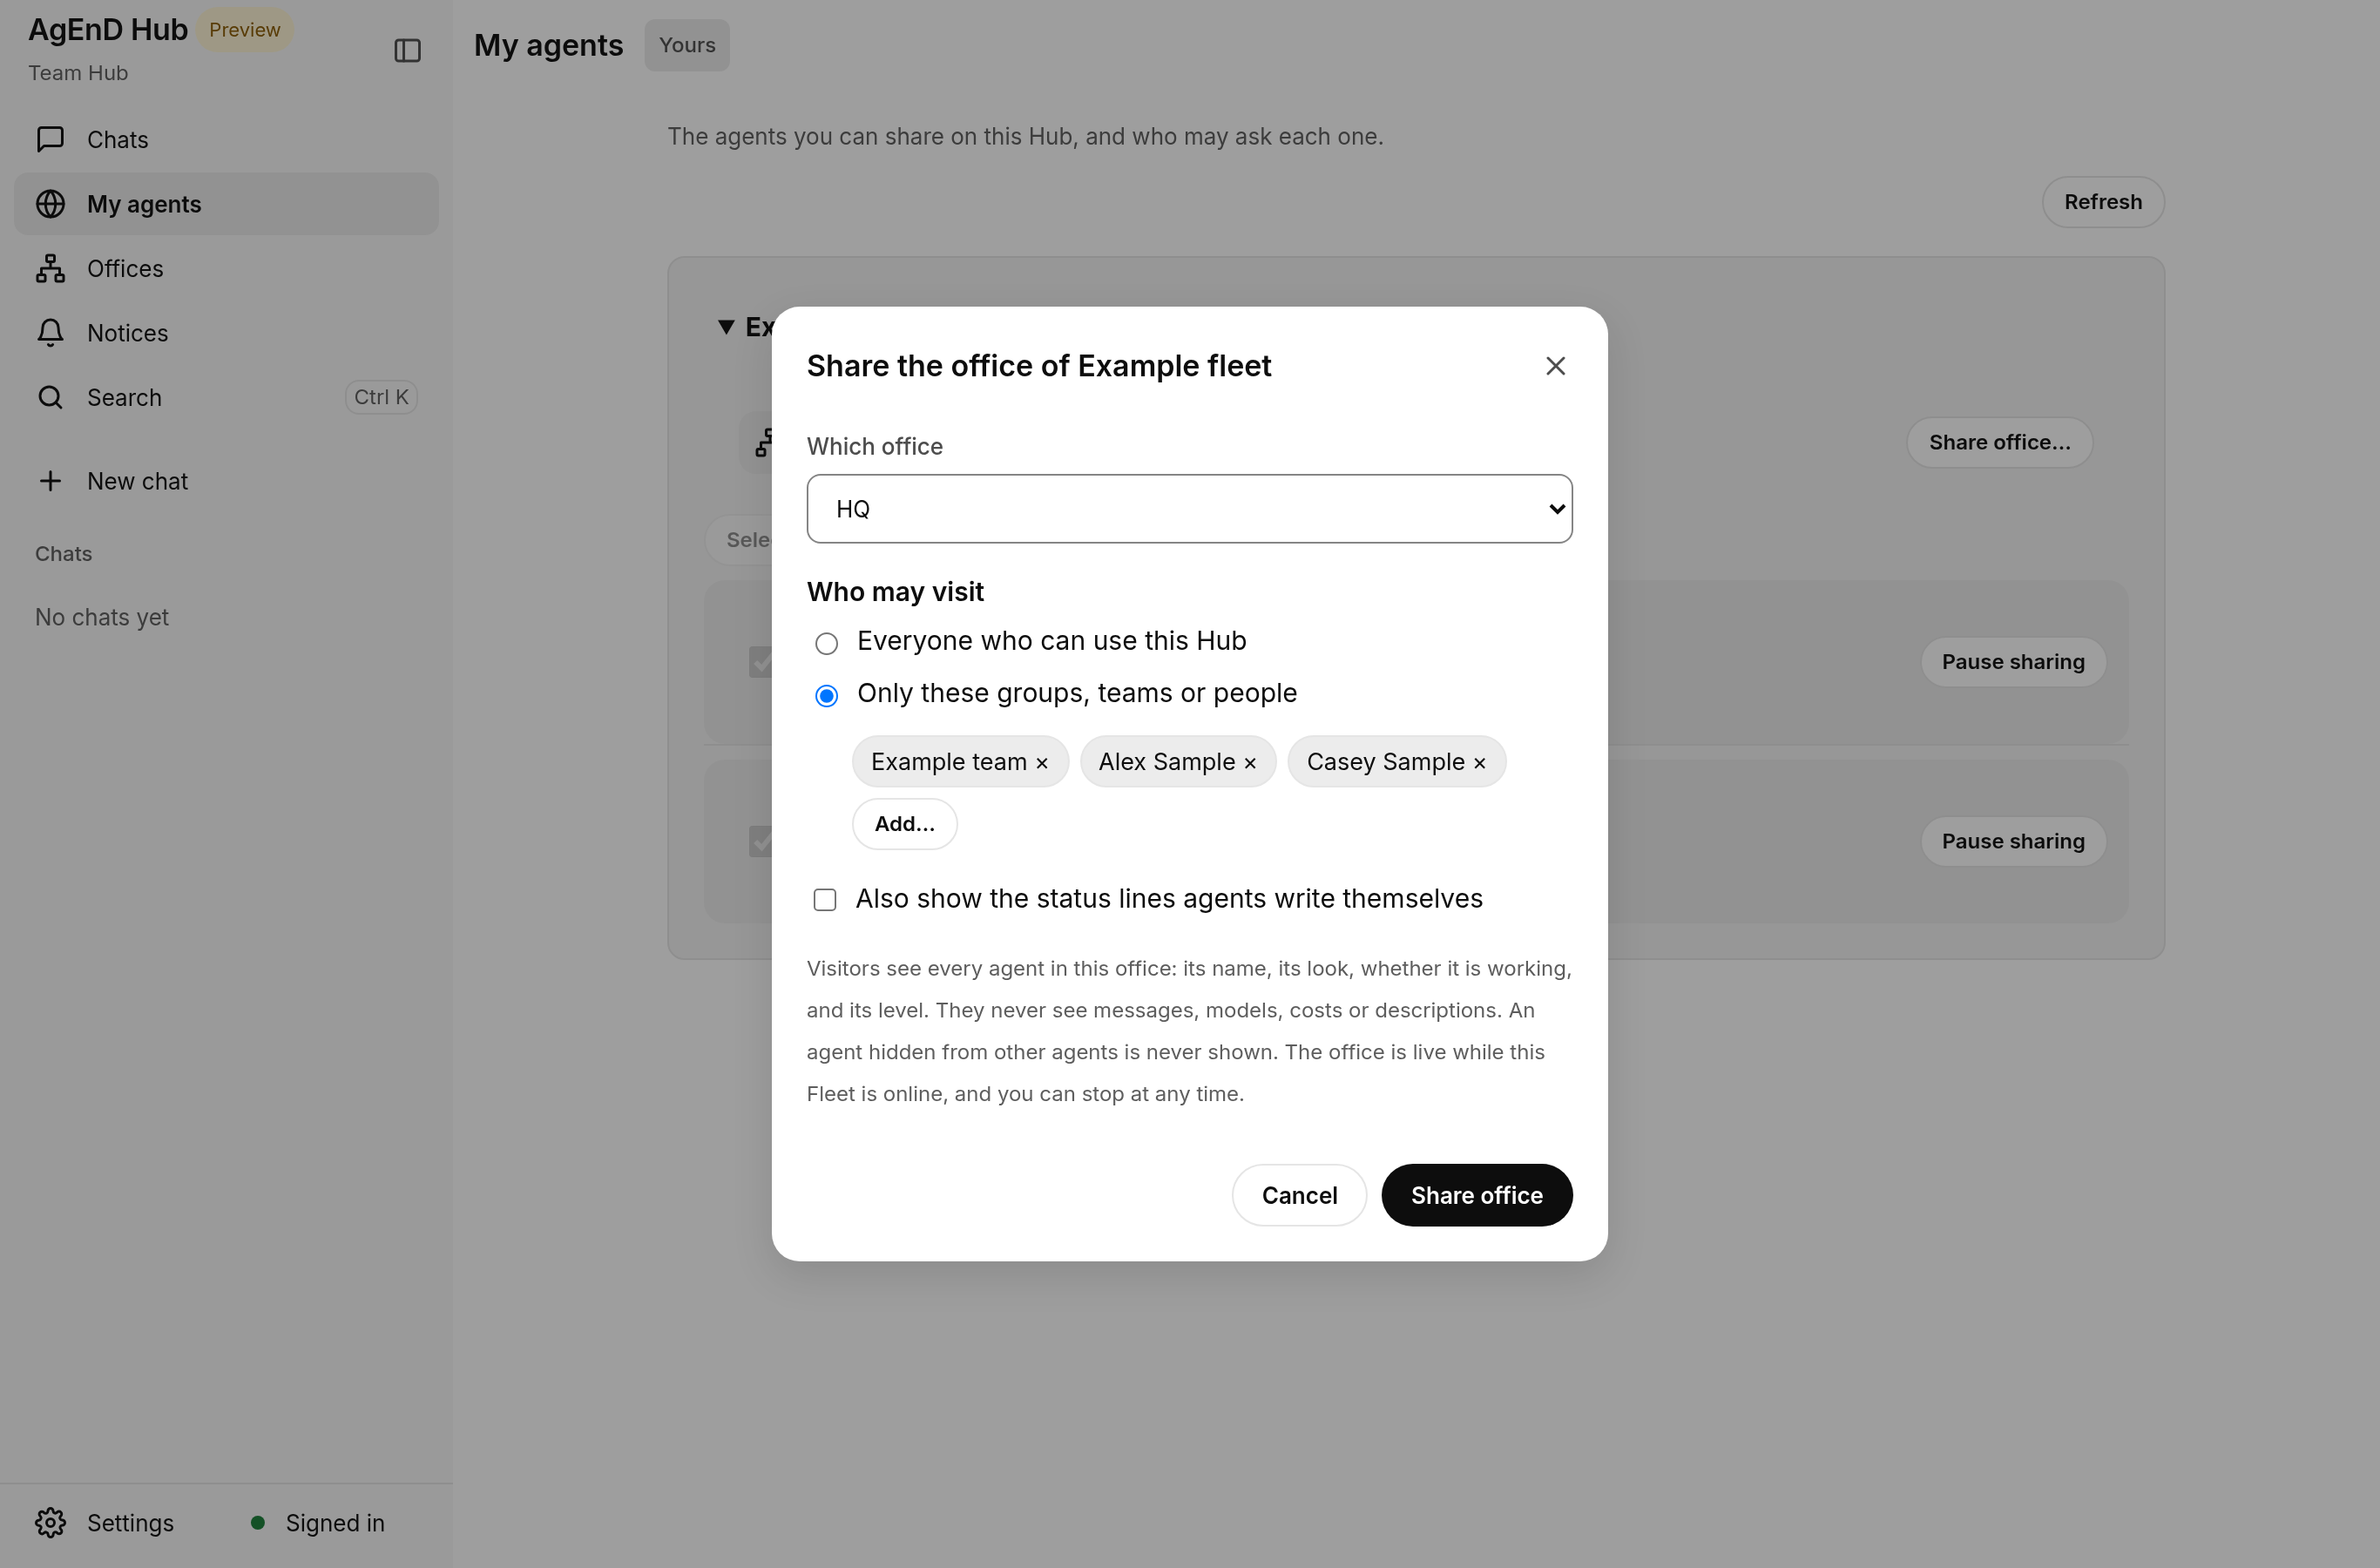 AgEnD Hub Preview
Team Hub
Chats
My agents
Offices
Notices
Search Ctrl K
New chat
Chats
No chats yet
Settings
Signed in
My agents Yours
The agents you can share on this Hub, and who may ask each one.
Refresh
Share office...
Pause sharing
Pause sharing
Share the office of Example fleet
Which office
HQ
Who may visit
Everyone who can use this Hub
Only these groups, teams or people
Example team × Alex Sample × Casey Sample ×
Add...
Also show the status lines agents write themselves
Visitors see every agent in this office: its name, its look, whether it is working,
and its level. They never see messages, models, costs or descriptions. An
agent hidden from other agents is never shown. The office is live while this
Fleet is online, and you can stop at any time.
Cancel Share office